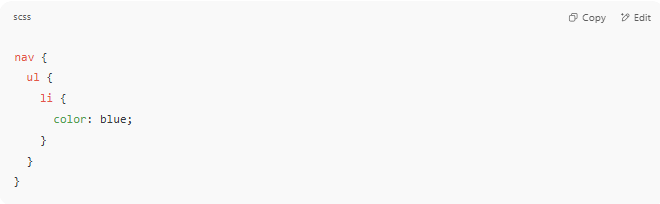 scss
Copy
Edit
nav {
  ul {
    li {
      color: blue;
    }
  }
}